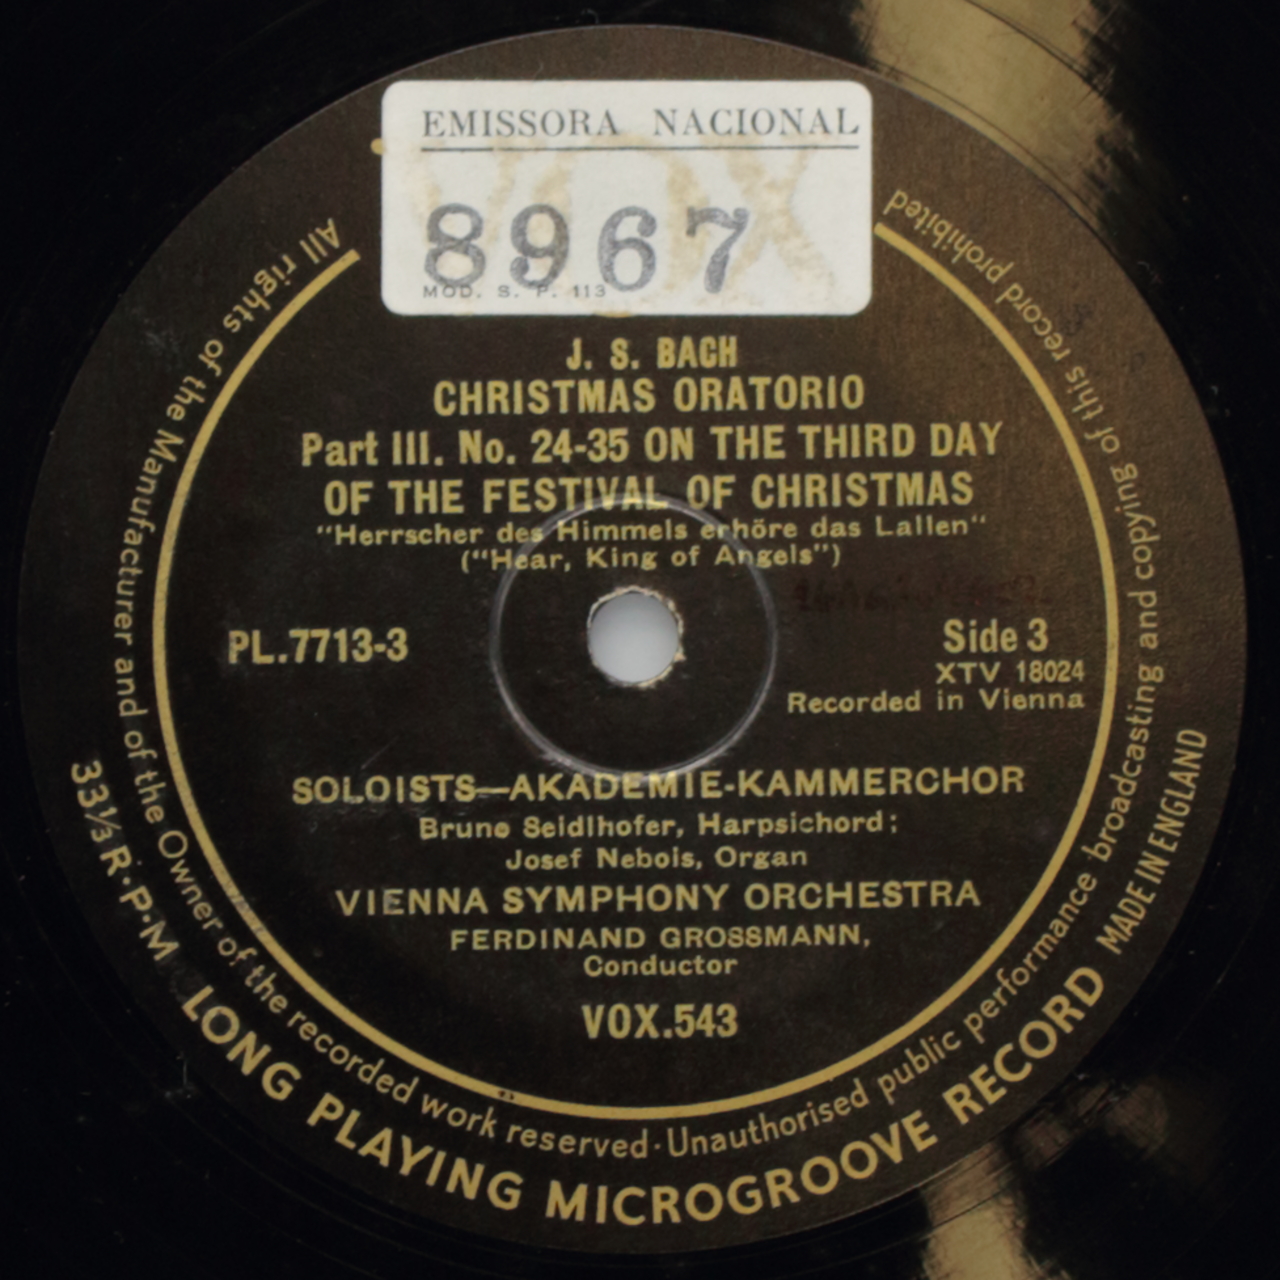 EMISSORA NACIONAL
8967
MOD. S. P. 113
J. S. BACH
CHRISTMAS ORATORIO
Part III. No. 24-35 ON THE THIRD DAY
OF THE FESTIVAL OF CHRISTMAS
"Herrscher des Himmels erhöre das Lallen"
("Hear, King of Angels")
PL.7713-3
Side 3
XTV 18024
Recorded in Vienna
SOLOISTS—AKADEMIE-KAMMERCHOR
Bruno Seidlhofer, Harpsichord;
Josef Nebois, Organ
VIENNA SYMPHONY ORCHESTRA
FERDINAND GROSSMANN,
Conductor
VOX.543
All rights of the Manufacturer and of the Owner of the recorded work reserved · Unauthorised public performance broadcasting and copying of this record prohibited
33⅓ R·P·M LONG PLAYING MICROGROOVE RECORD MADE IN ENGLAND